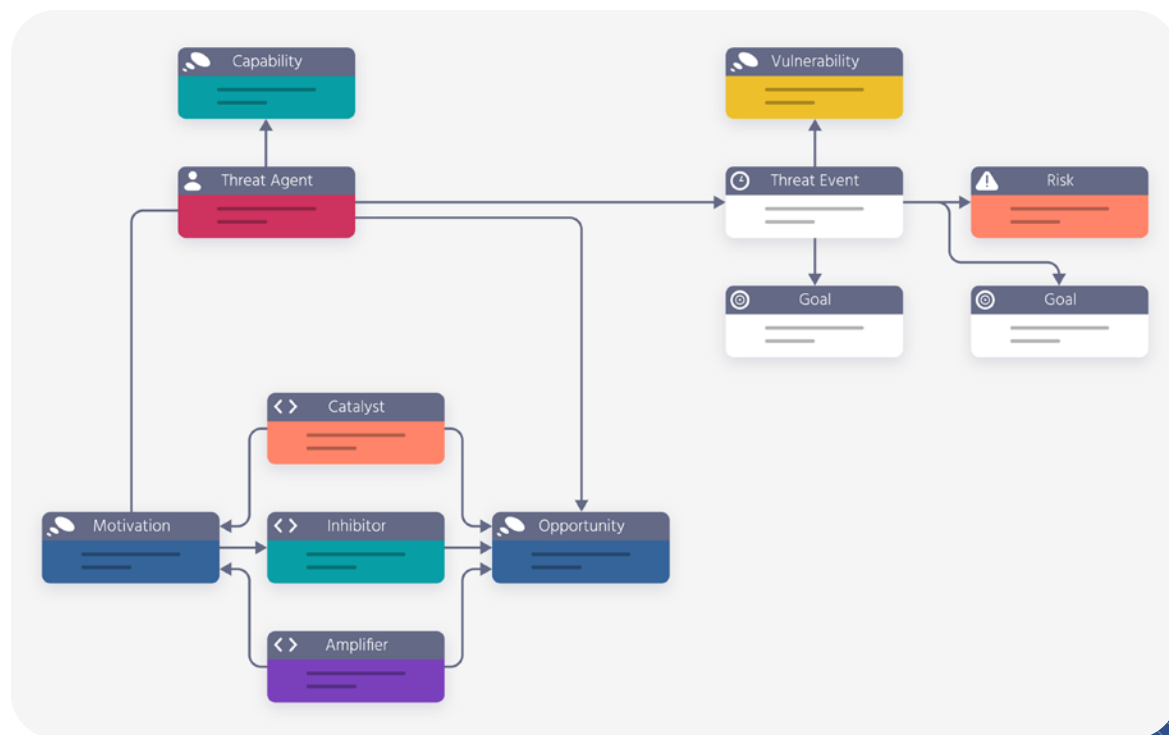 Capability
Vulnerability
Threat Agent
Threat Event
Risk
Goal
Goal
Catalyst
Motivation
Inhibitor
Opportunity
Amplifier